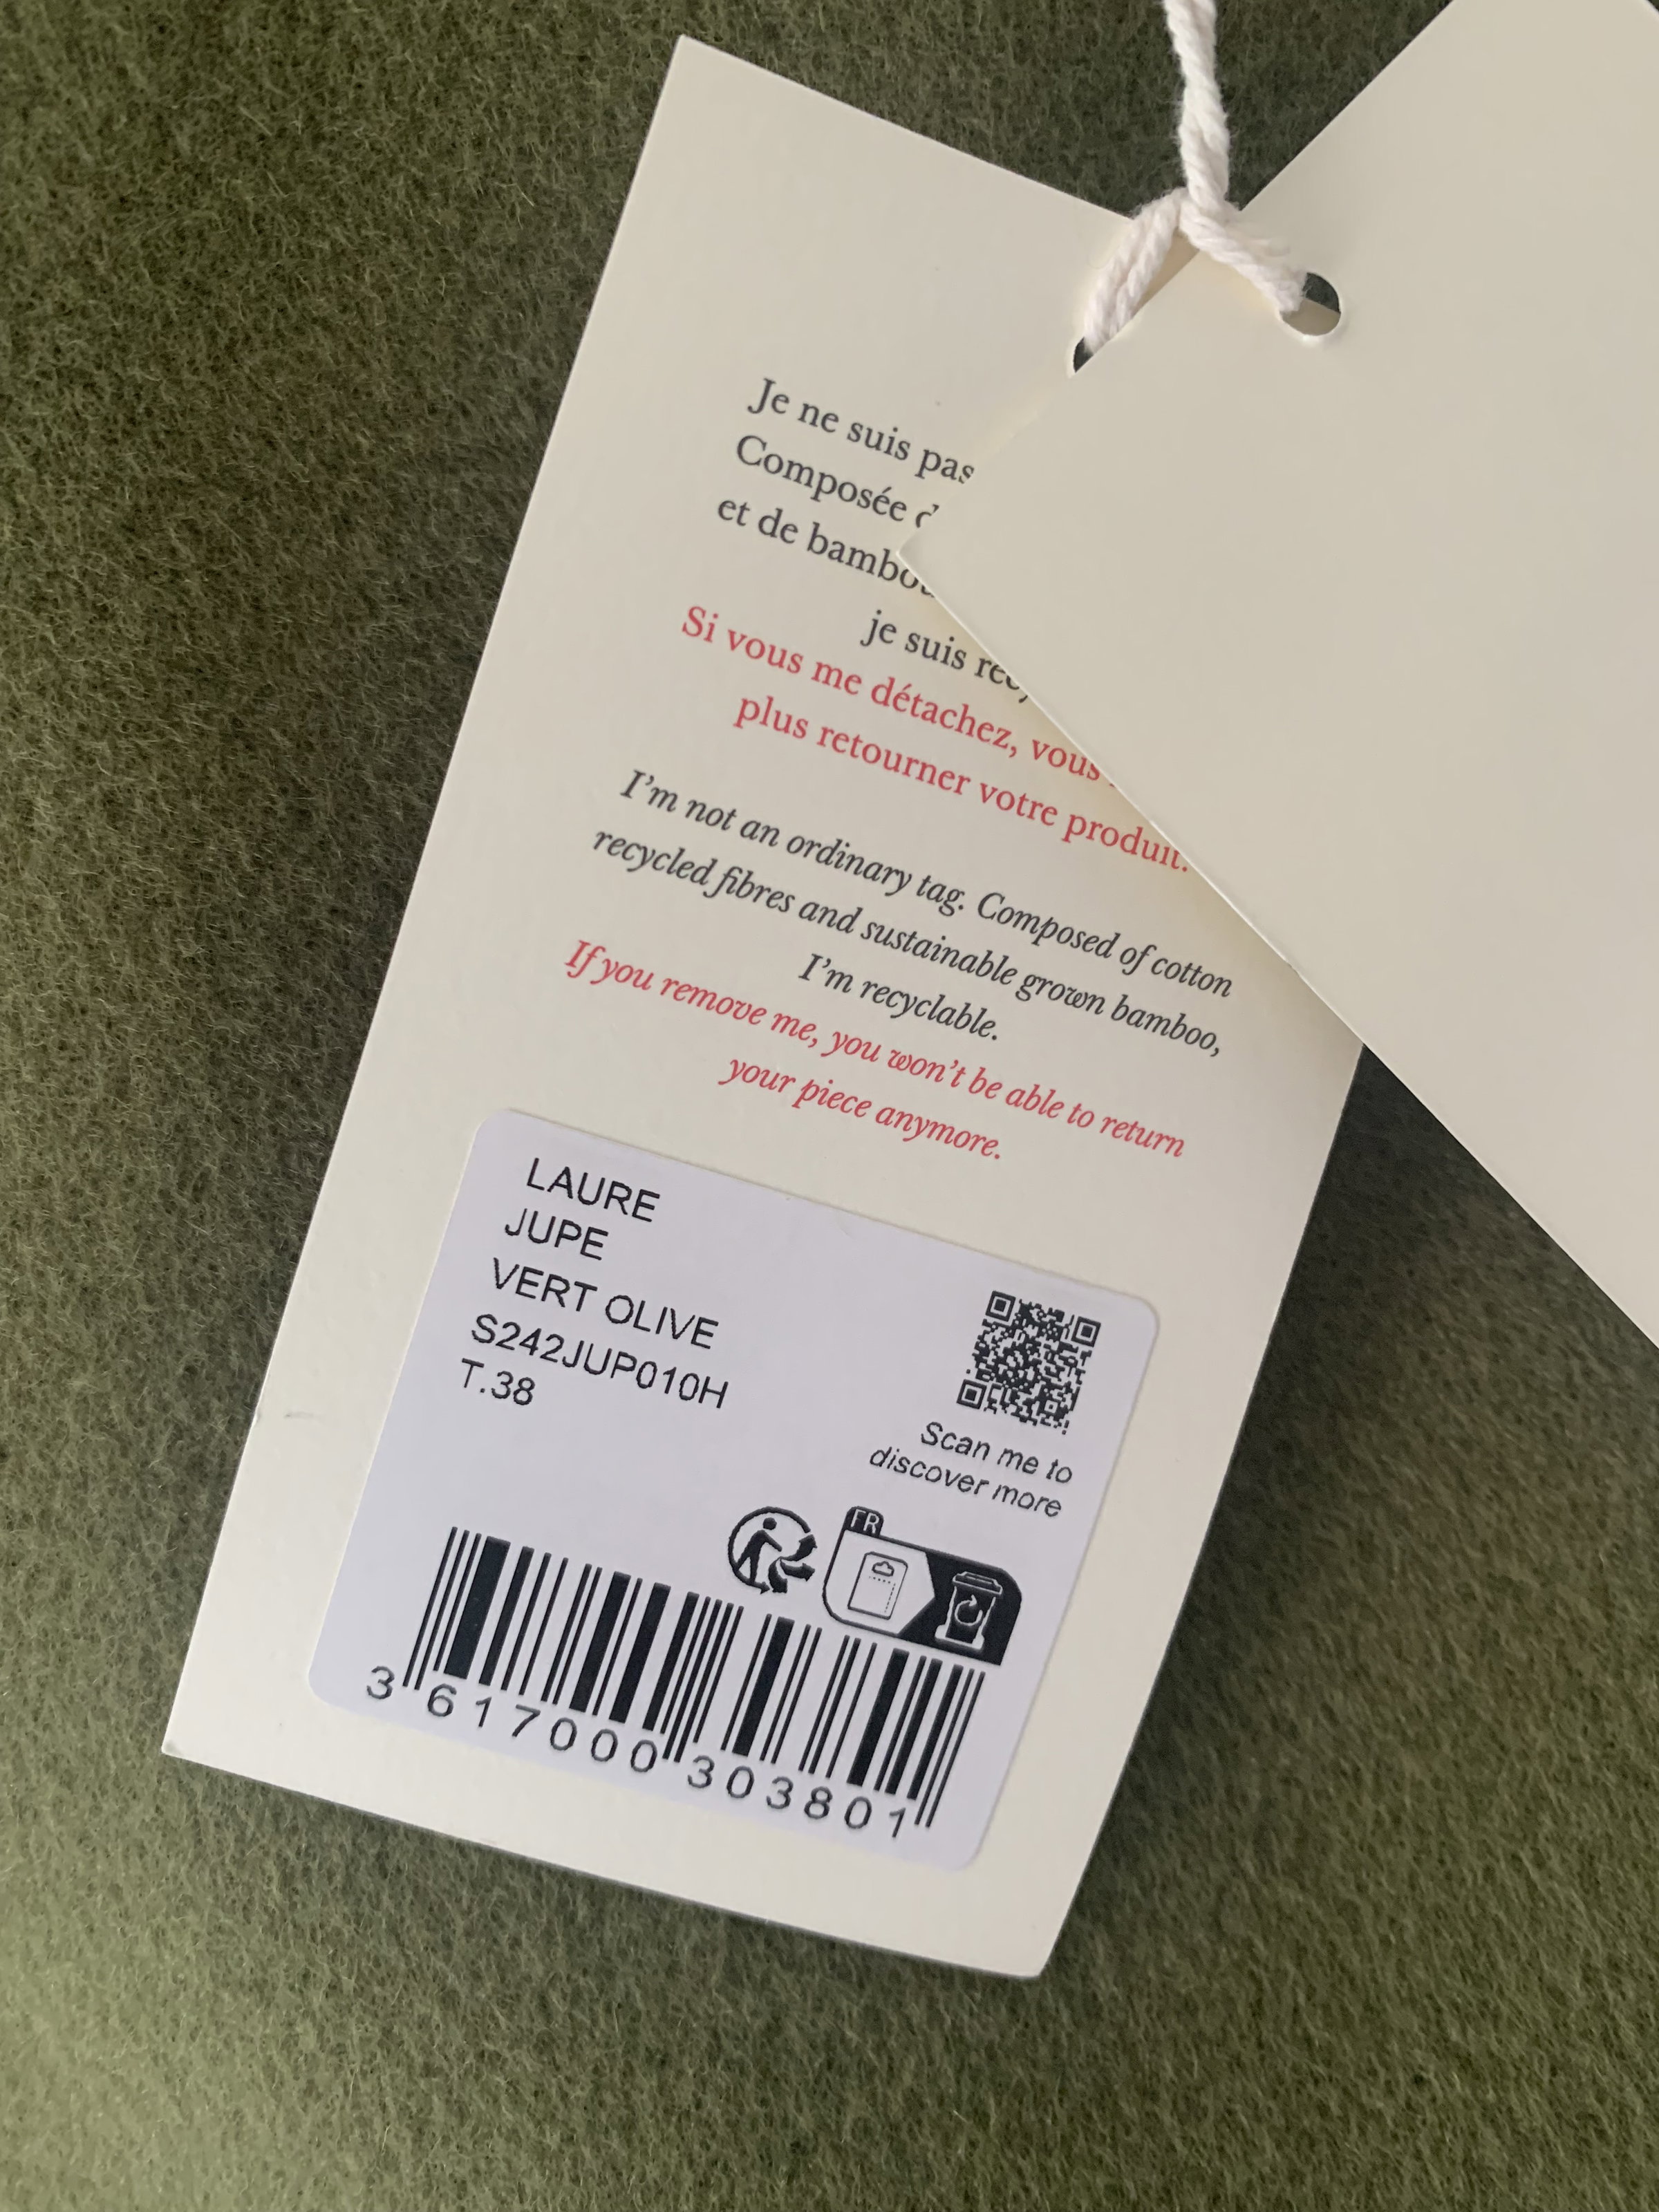 Je ne suis pas
Composée
et de
je suis
Si vous me détachez, vous
plus retourner votre produit.
I'm not an ordinary tag. Composed of cotton
recycled fibres and sustainable grown bamboo,
I'm recyclable.
If you remove me, you won't be able to return
your piece anymore.
LAURE
JUPE
VERT OLIVE
S242JUP010H
T.38
Scan me to
discover more
FR
3 617000 303801